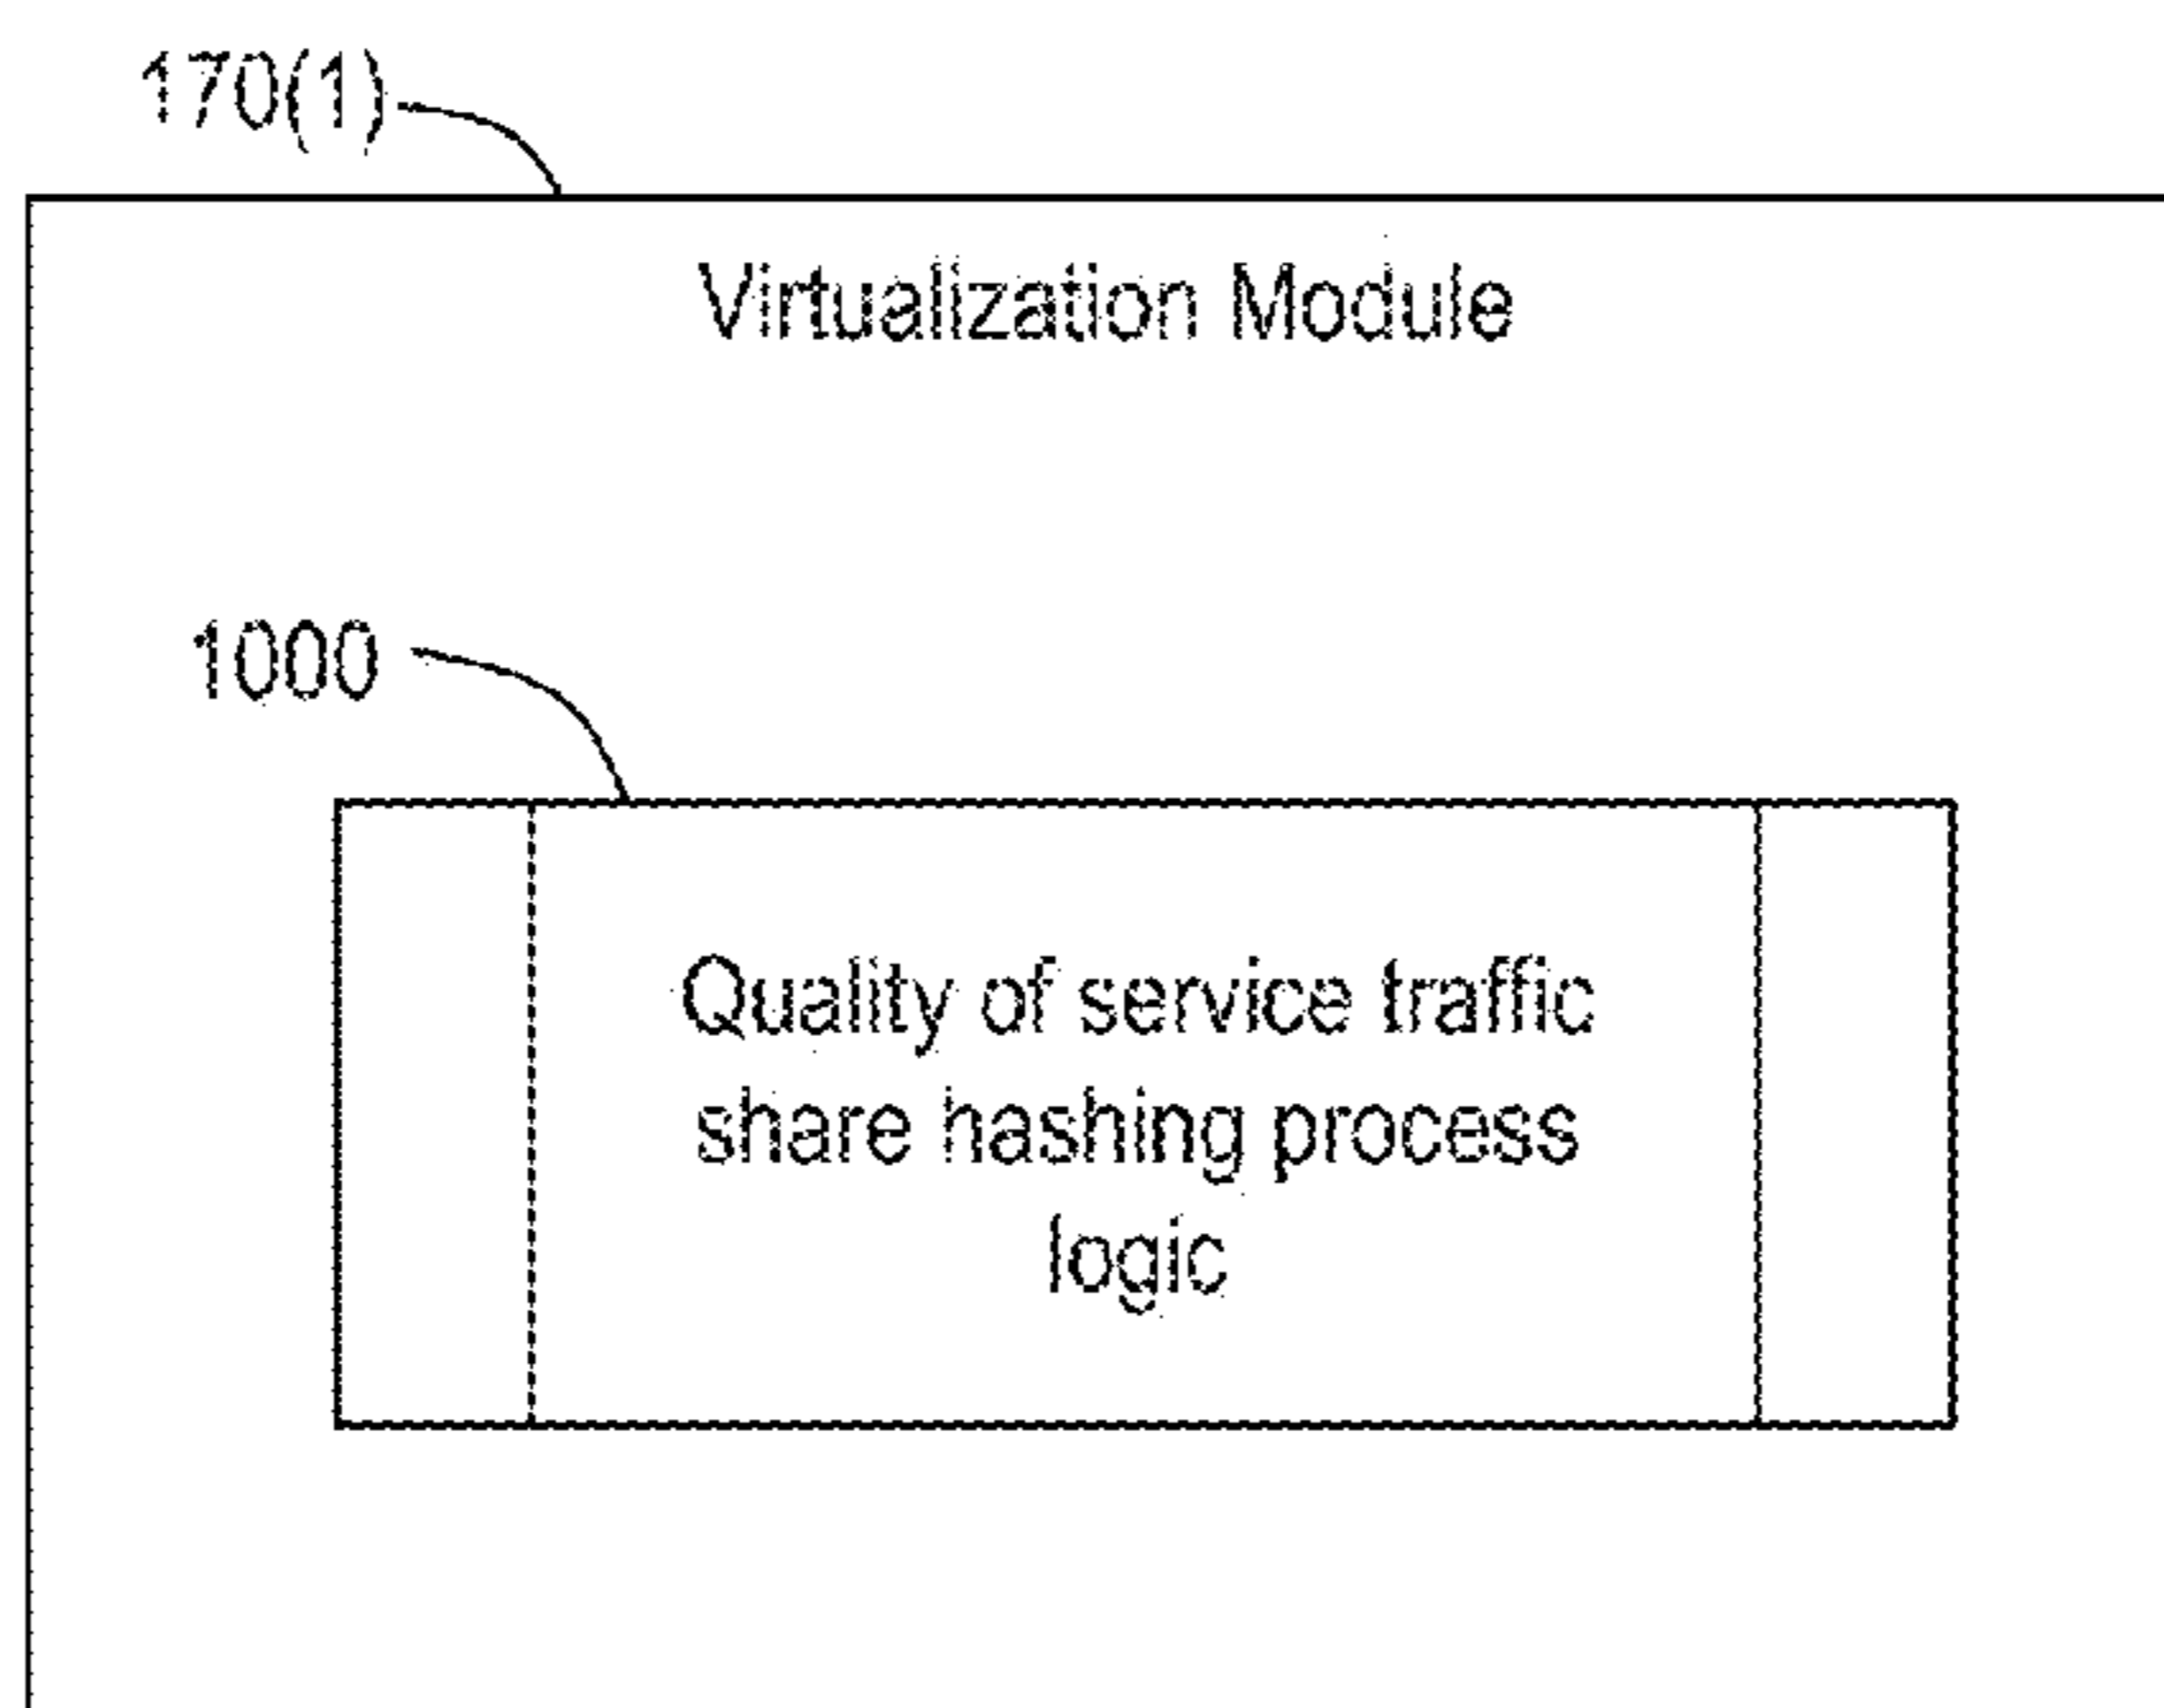 170(1)
Virtualization Module
1000
Quality of service traffic
share hashing process
logic